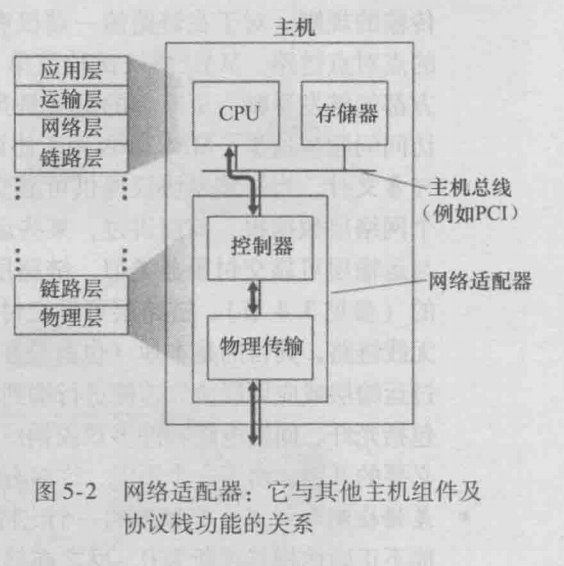 主机
应用层
运输层
网络层
链路层
CPU
存储器
主机总线
（例如PCI）
控制器
网络适配器
链路层
物理层
物理传输
图 5-2 网络适配器：它与其他主机组件及
协议栈功能的关系